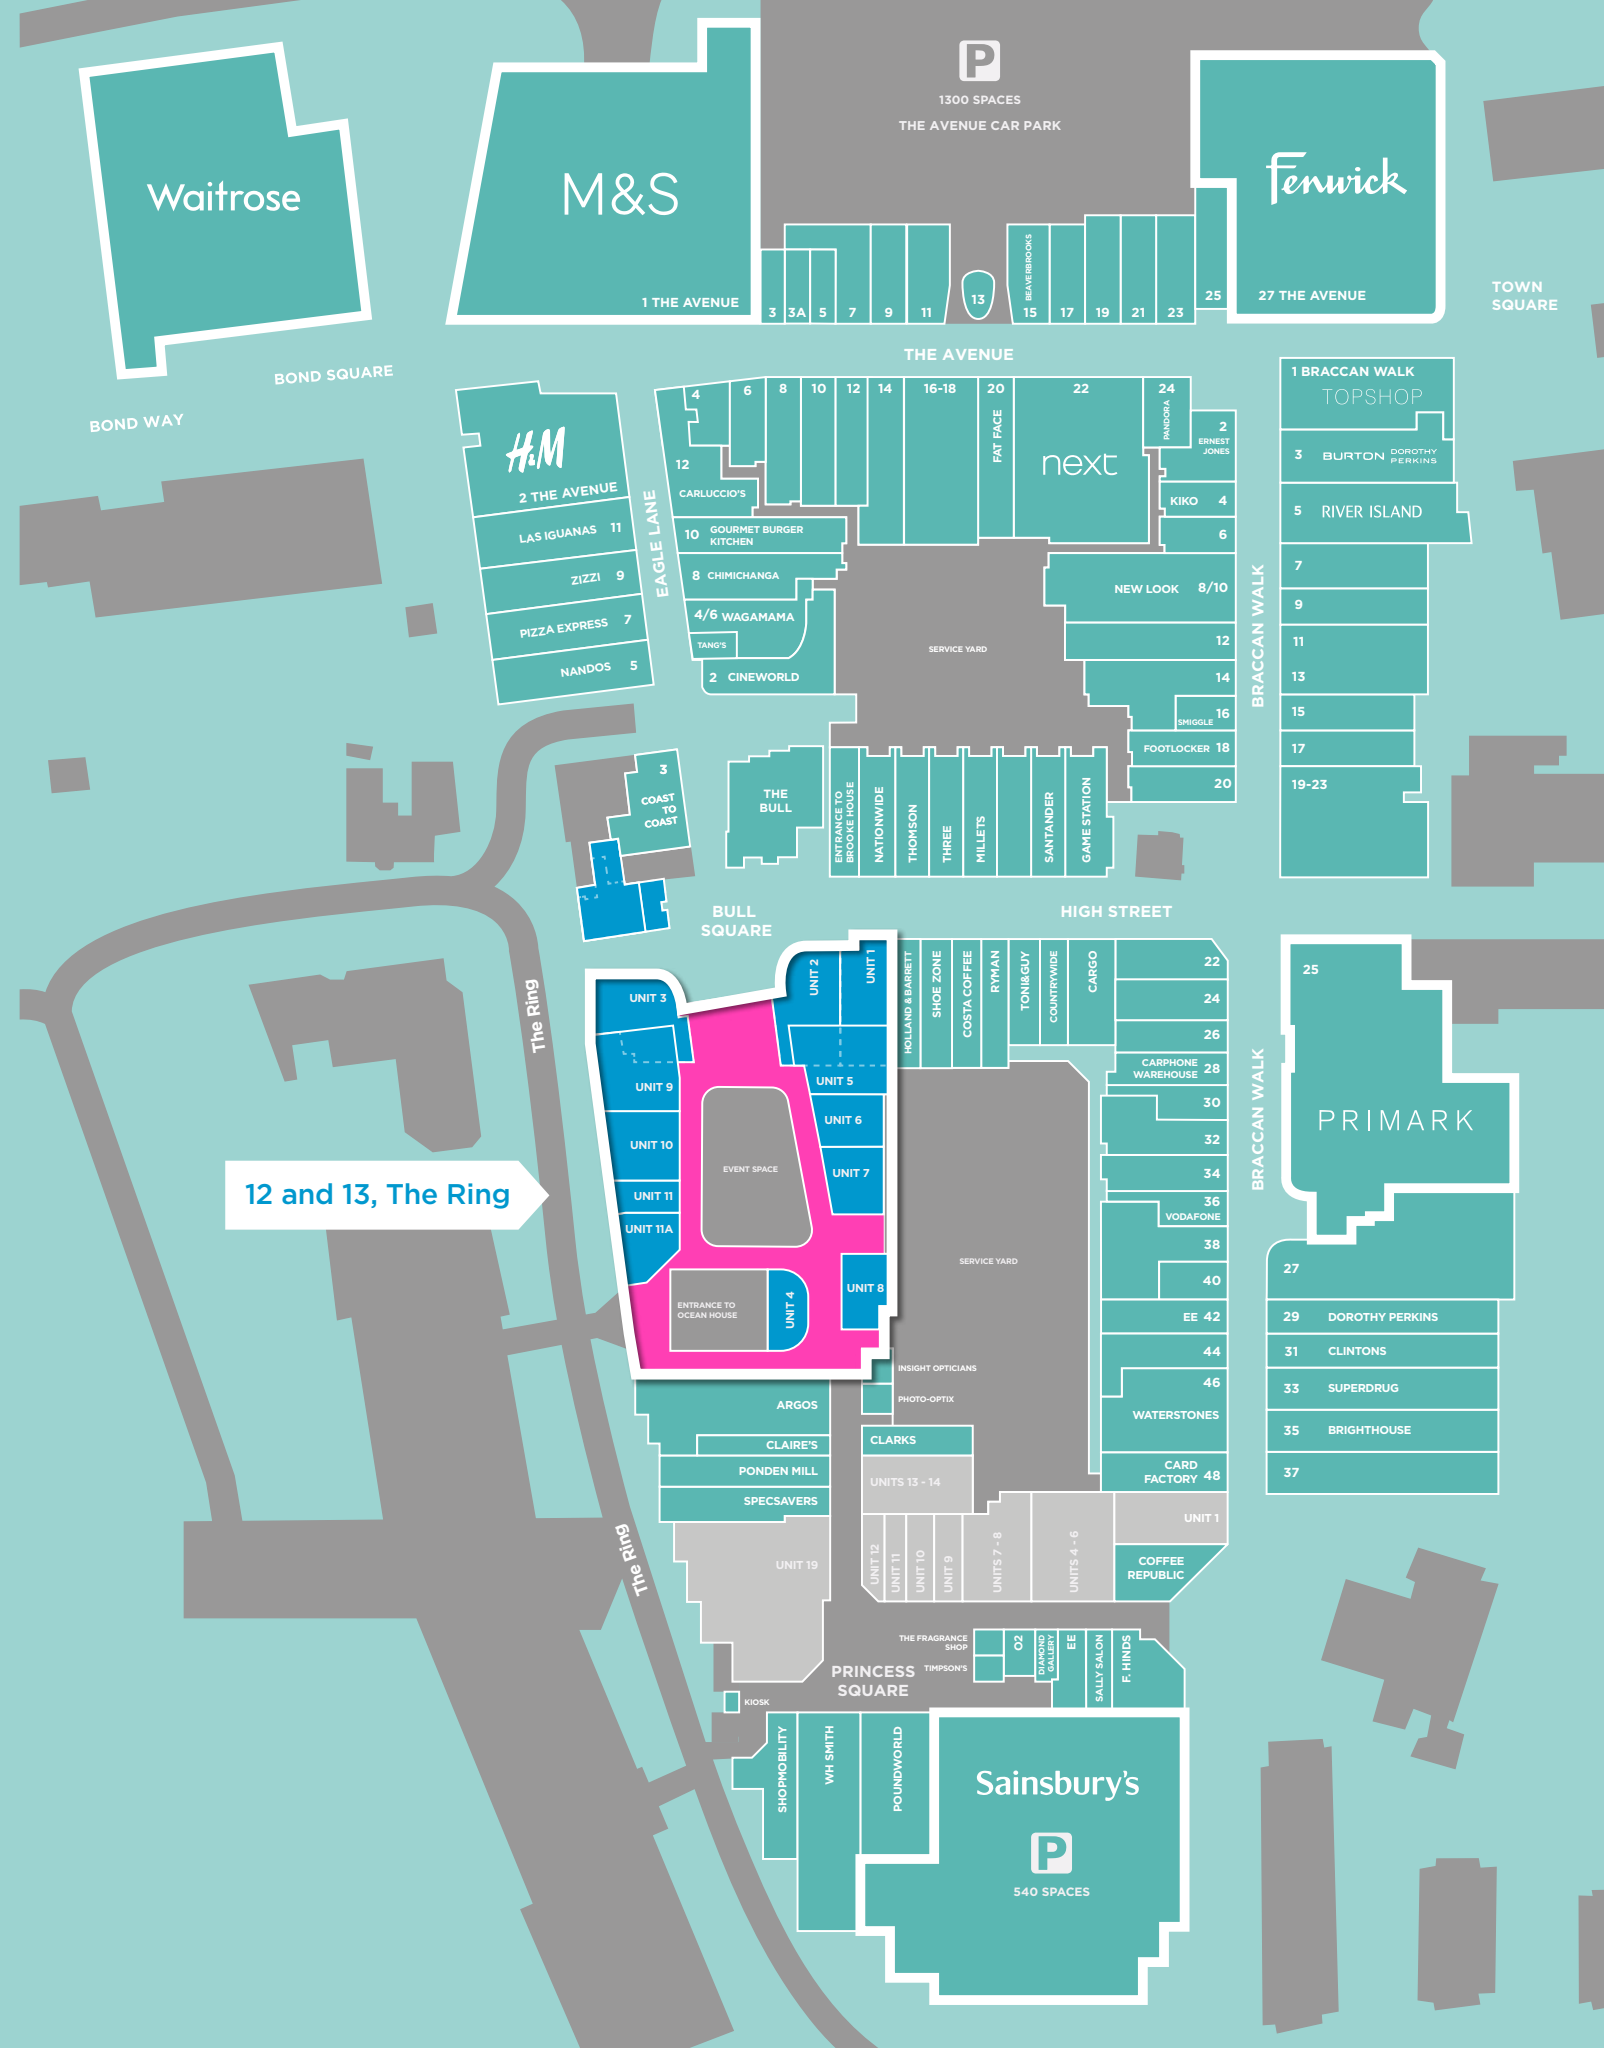 P
1300 SPACES
THE AVENUE CAR PARK
Waitrose
M&S
1 THE AVENUE
Fenwick
27 THE AVENUE
TOWN
SQUARE
3
3A
5
7
9
11
13
BEAVERBROOKS
15
17
19
21
23
25
THE AVENUE
BOND SQUARE
BOND WAY
H&M
2 THE AVENUE
LAS IGUANAS 11
ZIZZI 9
PIZZA EXPRESS 7
NANDOS 5
EAGLE LANE
4
6
8
10
12
14
16-18
20
FAT FACE
22
next
24
PANDORA
2
ERNEST
JONES
KIKO 4
6
NEW LOOK 8/10
12
14
16
SMIGGLE
FOOTLOCKER 18
20
12
CARLUCCIO'S
10 GOURMET BURGER
KITCHEN
8 CHIMICHANGA
4/6 WAGAMAMA
TANG'S
2 CINEWORLD
SERVICE YARD
BRACCAN WALK
1 BRACCAN WALK
TOPSHOP
3 BURTON DOROTHY
PERKINS
5 RIVER ISLAND
7
9
11
13
15
17
19-23
3
COAST
TO
COAST
THE
BULL
ENTRANCE TO
BROOKE HOUSE
NATIONWIDE
THOMSON
THREE
MILLETS
SANTANDER
GAME STATION
BULL
SQUARE
HIGH STREET
The Ring
12 and 13, The Ring
UNIT 3
UNIT 2
UNIT 1
UNIT 9
UNIT 5
UNIT 6
UNIT 10
UNIT 7
UNIT 11
UNIT 11A
UNIT 8
UNIT 4
EVENT SPACE
ENTRANCE TO
OCEAN HOUSE
HOLLAND & BARRETT
SHOE ZONE
COSTA COFFEE
RYMAN
TONI&GUY
COUNTRYWIDE
CARGO
22
24
26
CARPHONE
WAREHOUSE 28
30
32
34
36
VODAFONE
38
40
EE 42
44
46
WATERSTONES
CARD
FACTORY 48
SERVICE YARD
BRACCAN WALK
25
PRIMARK
27
29 DOROTHY PERKINS
31 CLINTONS
33 SUPERDRUG
35 BRIGHTHOUSE
37
INSIGHT OPTICIANS
PHOTO-OPTIX
ARGOS
CLAIRE'S
PONDEN MILL
SPECSAVERS
UNIT 19
The Ring
CLARKS
UNITS 13 - 14
UNIT 12
UNIT 11
UNIT 10
UNIT 9
UNITS 7 - 8
UNITS 4 - 6
UNIT 1
COFFEE
REPUBLIC
THE FRAGRANCE
SHOP
TIMPSON'S
O2
DIAMOND
GALLERY
EE
SALLY SALON
F. HINDS
PRINCESS
SQUARE
KIOSK
SHOPMOBILITY
WH SMITH
POUNDWORLD
Sainsbury's
P
540 SPACES